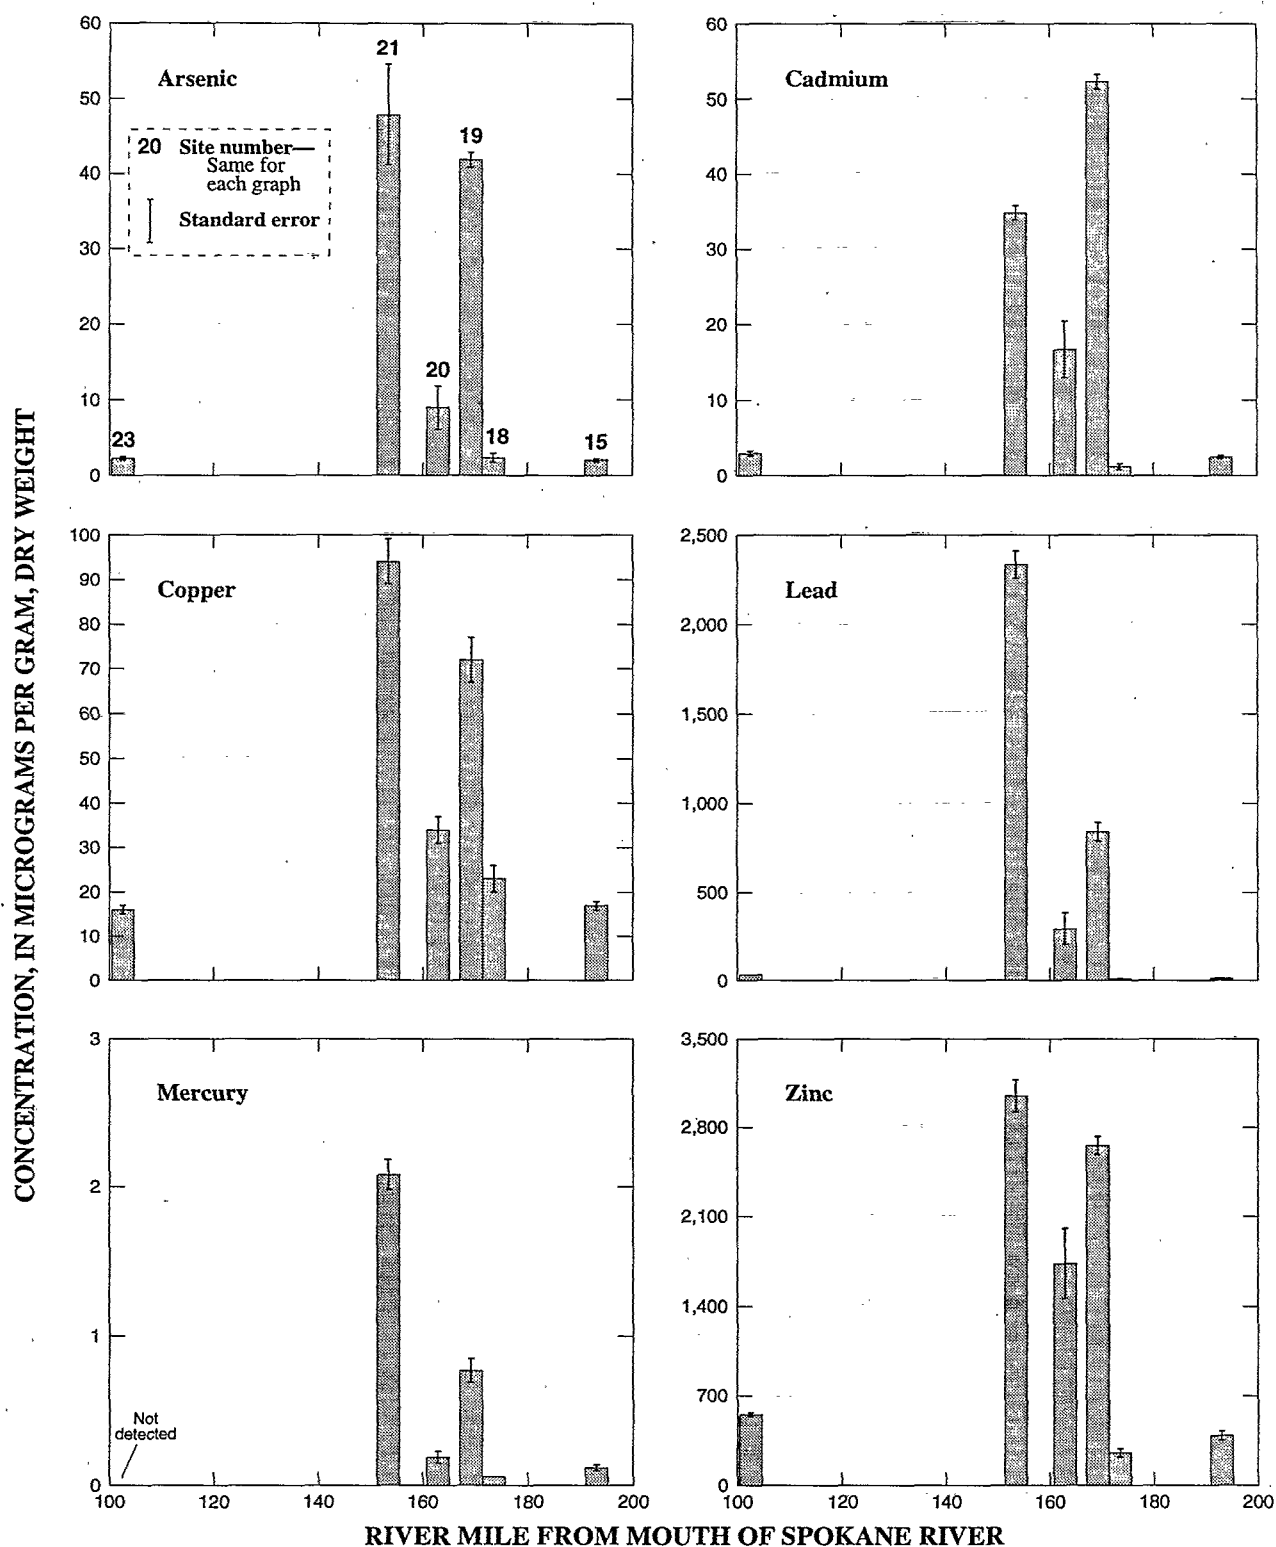 CONCENTRATION, IN MICROGRAMS PER GRAM, DRY WEIGHT
60
50
40
30
20
10
0
Arsenic
20 Site number—
Same for
each graph
Standard error
23
21
20
19
18
15
60
50
40
30
20
10
0
Cadmium
100
90
80
70
60
50
40
30
20
10
0
Copper
2,500
2,000
1,500
1,000
500
0
Lead
3
2
1
0
Mercury
Not
detected
100 120 140 160 180 200
3,500
2,800
2,100
1,400
700
0
Zinc
100 120 140 160 180 200
RIVER MILE FROM MOUTH OF SPOKANE RIVER